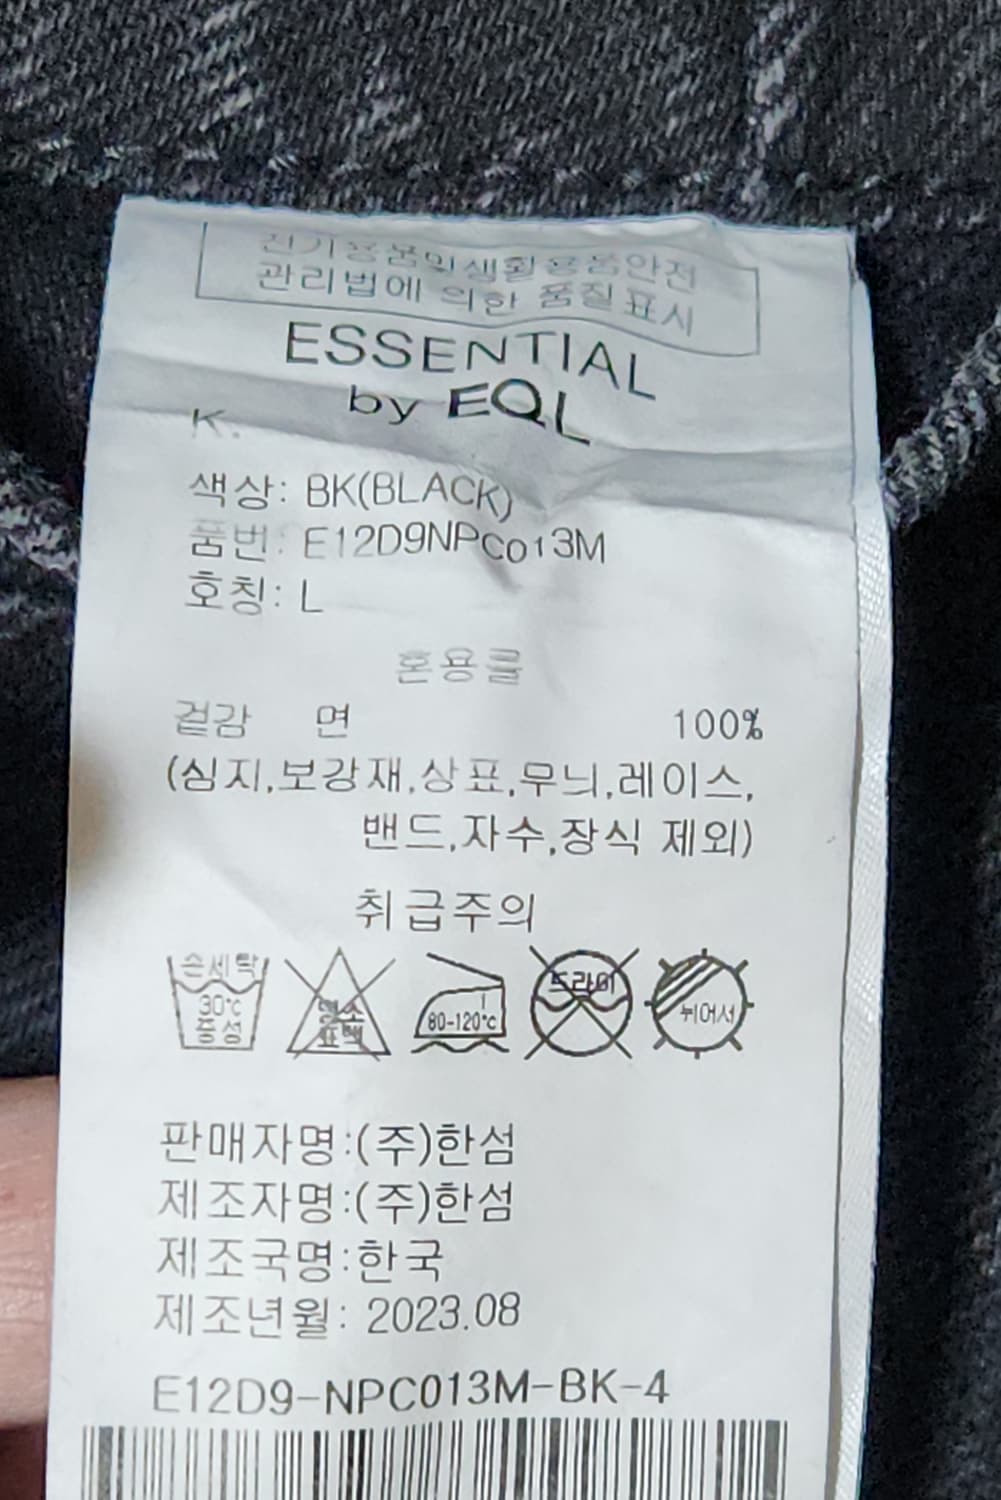 전기용품및생활용품안전
관리법에 의한 품질표시
ESSENTIAL
by EQL
K.
색상: BK(BLACK)
품번: E12D9NPC013M
호칭: L
혼용률
겉감 면 100%
(심지,보강재,상표,무늬,레이스,
밴드,자수,장식 제외)
취급주의
손세탁
30℃
중성
염소
표백
80-120℃
드라이
뉘어서
판매자명:(주)한섬
제조자명:(주)한섬
제조국명:한국
제조년월: 2023.08
E12D9-NPC013M-BK-4